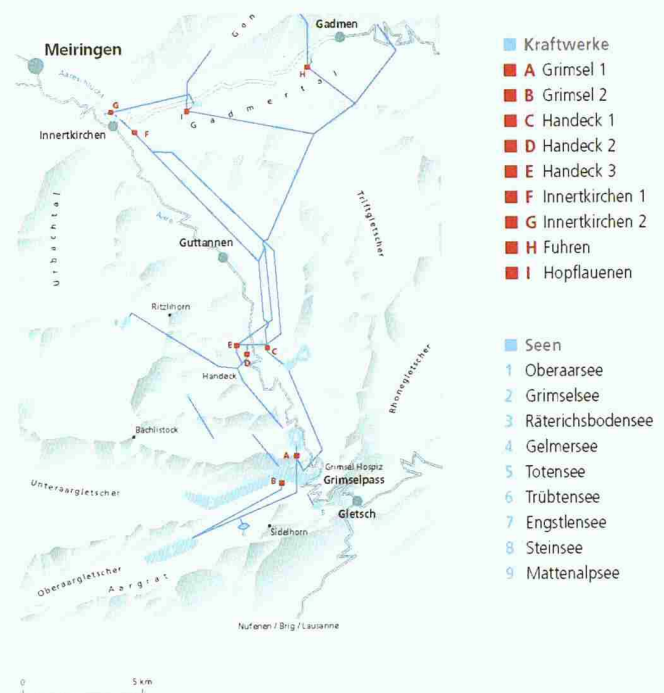 Gadmen
Meiringen
H
G a d m e r t a l
G
I
Innertkirchen
F
Triftgletscher
Urbachtal
Aare
Guttannen
Ritzlihorn
Rhonegletscher
E
C
D
Handeck
Bächlistock
A
Grimsel Hospiz
Unteraargletscher
B
Grimselpass
Gletsch
Sidelhorn
Oberaargletscher
A a r g r a t
Nufenen / Brig / Lausanne
0 5 km
Kraftwerke
A Grimsel 1
B Grimsel 2
C Handeck 1
D Handeck 2
E Handeck 3
F Innertkirchen 1
G Innertkirchen 2
H Fuhren
I Hopflauenen
Seen
1 Oberaarsee
2 Grimselsee
3 Räterichsbodensee
4 Gelmersee
5 Totensee
6 Trübtensee
7 Engstlensee
8 Steinsee
9 Mattenalpsee